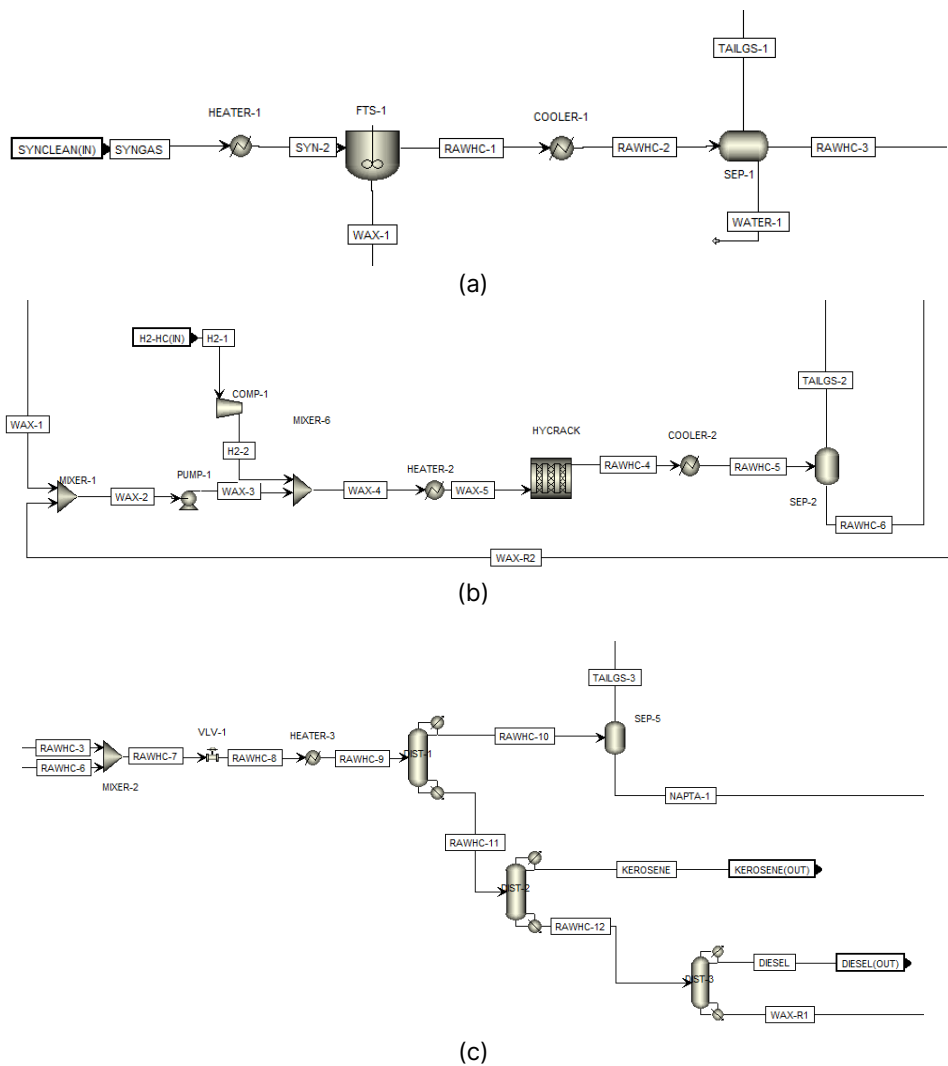 TAILGS-1
HEATER-1
FTS-1
COOLER-1
SYNCLEAN(IN)
SYNGAS
SYN-2
RAWHC-1
RAWHC-2
RAWHC-3
SEP-1
WATER-1
WAX-1
(a)
H2-HC(IN)
H2-1
COMP-1
TAILGS-2
MIXER-6
WAX-1
HYCRACK
COOLER-2
H2-2
MIXER-1
PUMP-1
HEATER-2
RAWHC-4
RAWHC-5
WAX-2
WAX-3
WAX-4
WAX-5
SEP-2
RAWHC-6
WAX-R2
(b)
TAILGS-3
SEP-5
VLV-1
HEATER-3
RAWHC-10
RAWHC-3
RAWHC-7
RAWHC-8
RAWHC-9
DIST-1
RAWHC-6
MIXER-2
NAPTA-1
RAWHC-11
KEROSENE
KEROSENE(OUT)
DIST-2
RAWHC-12
DIESEL
DIESEL(OUT)
DIST-3
WAX-R1
(c)